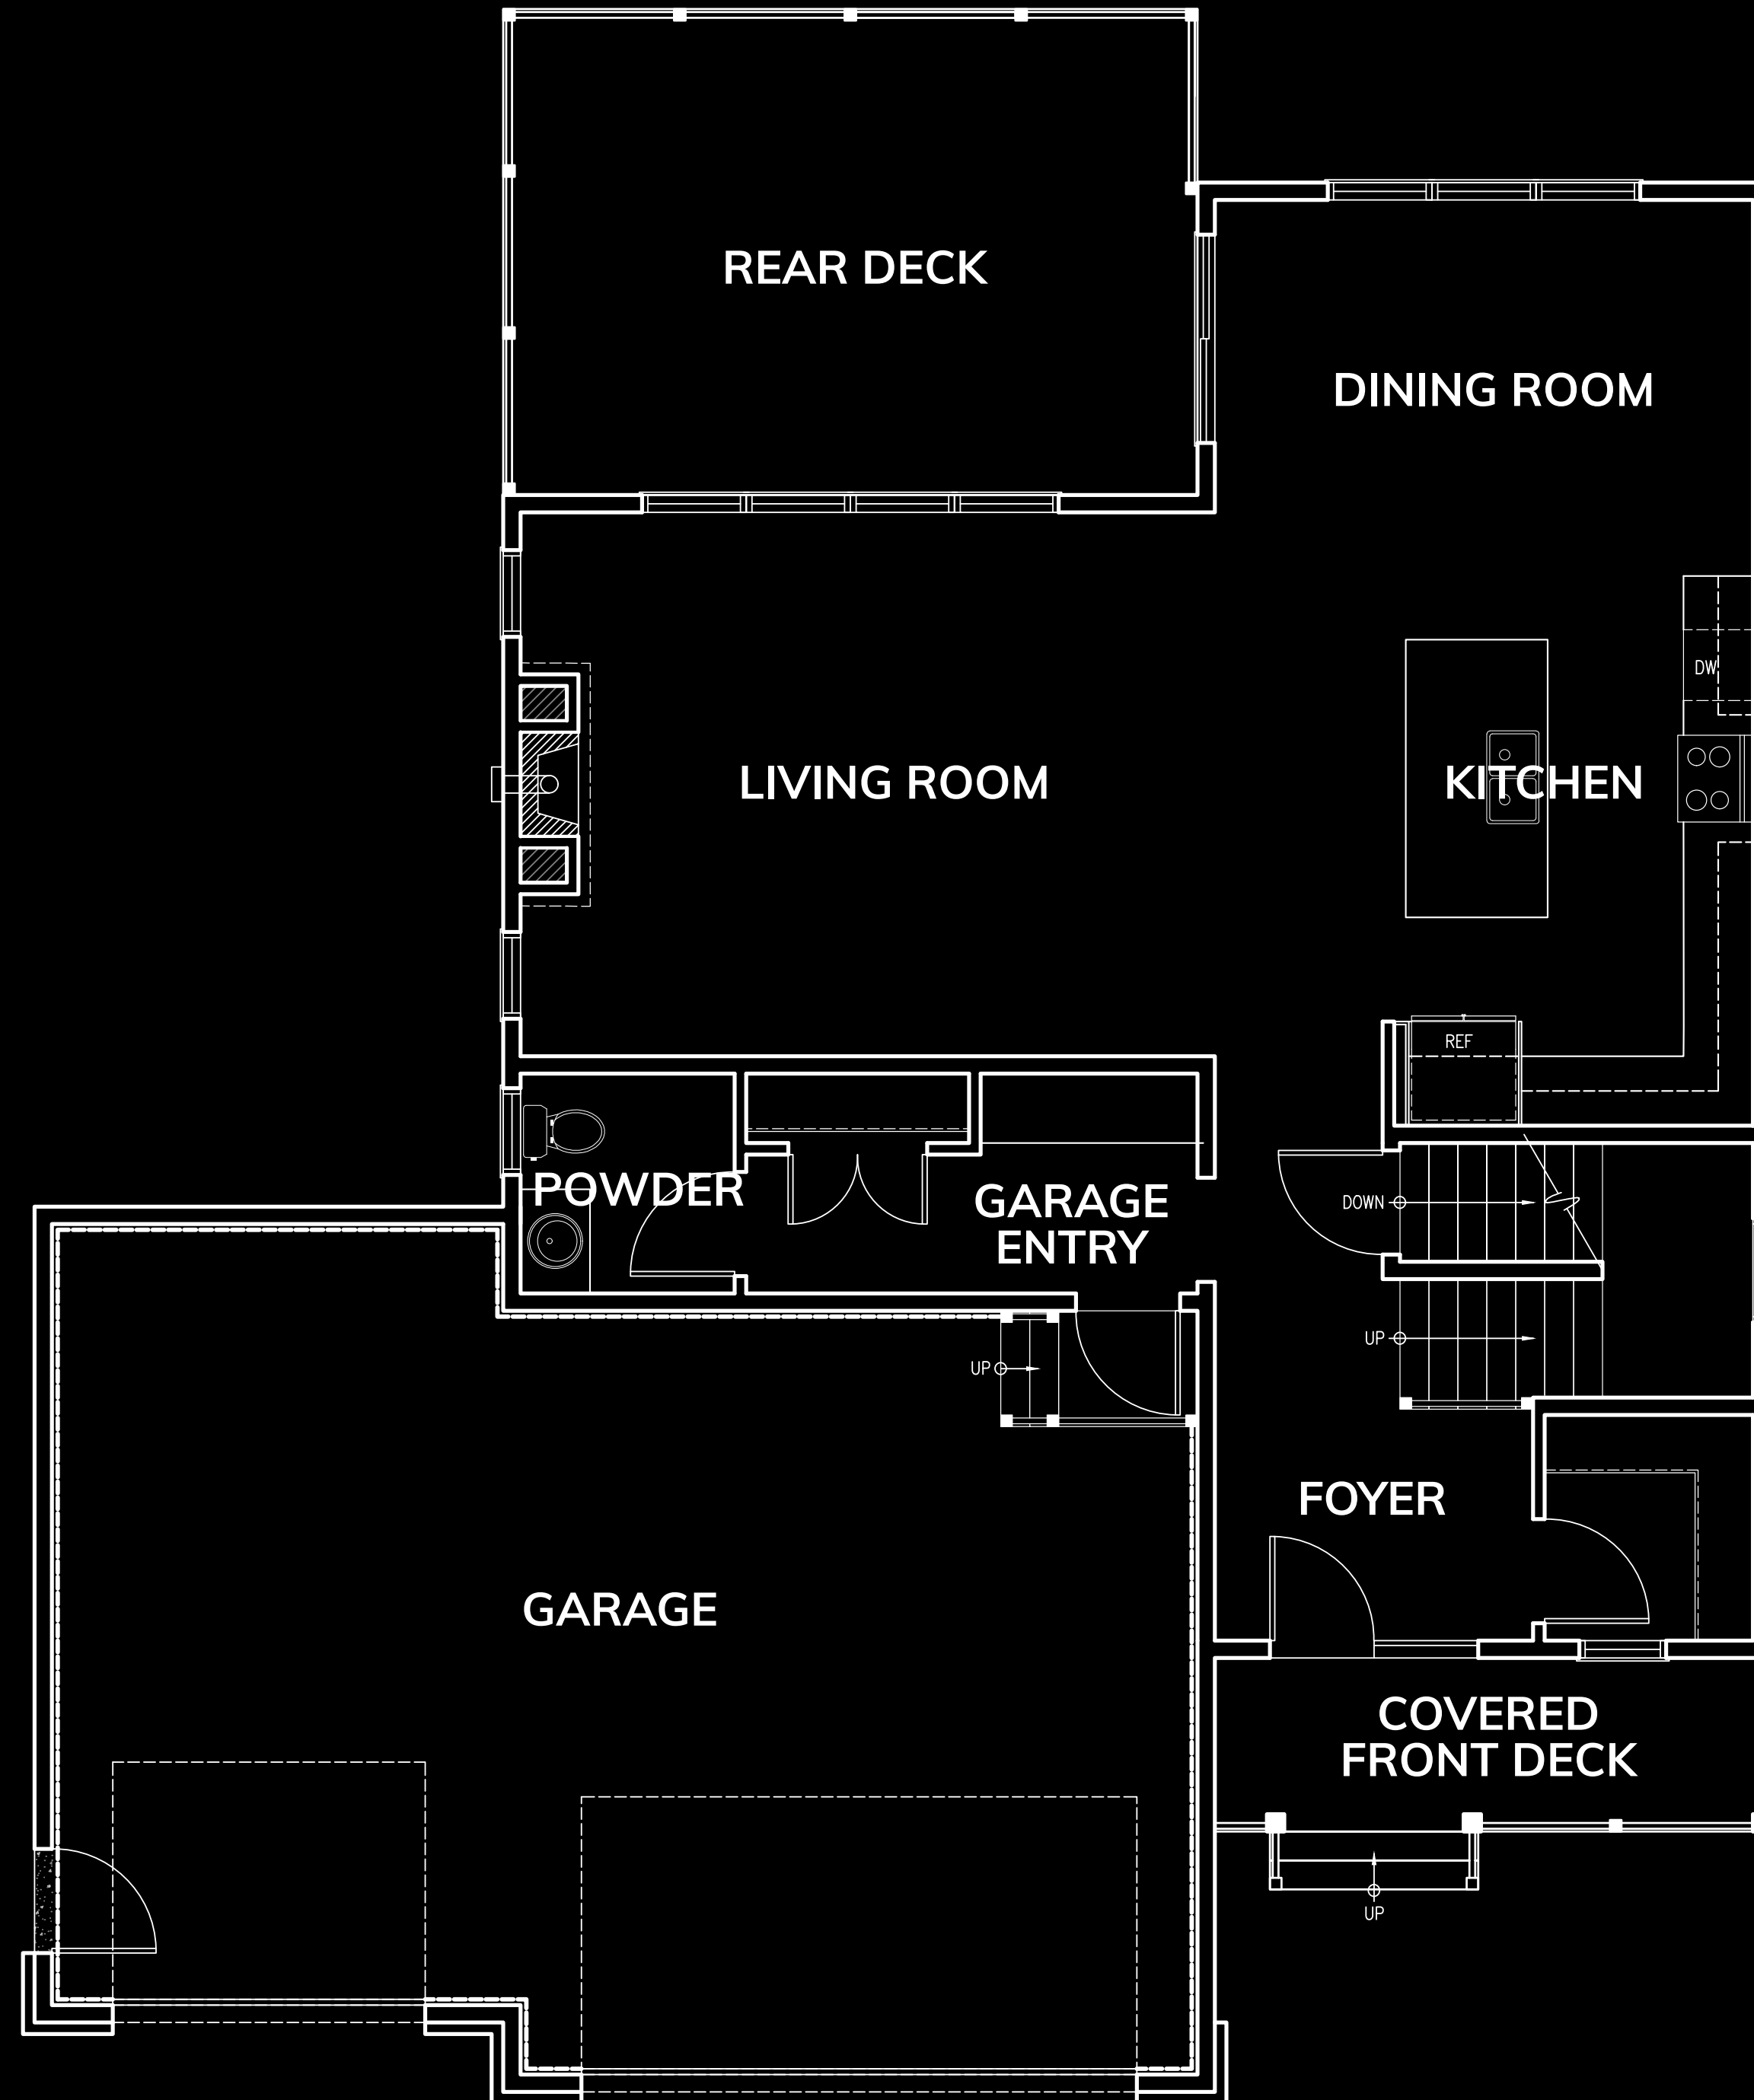 REAR DECK
DINING ROOM
DW
LIVING ROOM
KITCHEN
REF
POWDER
GARAGE
ENTRY
DOWN
UP
UP
FOYER
GARAGE
COVERED
FRONT DECK
UP